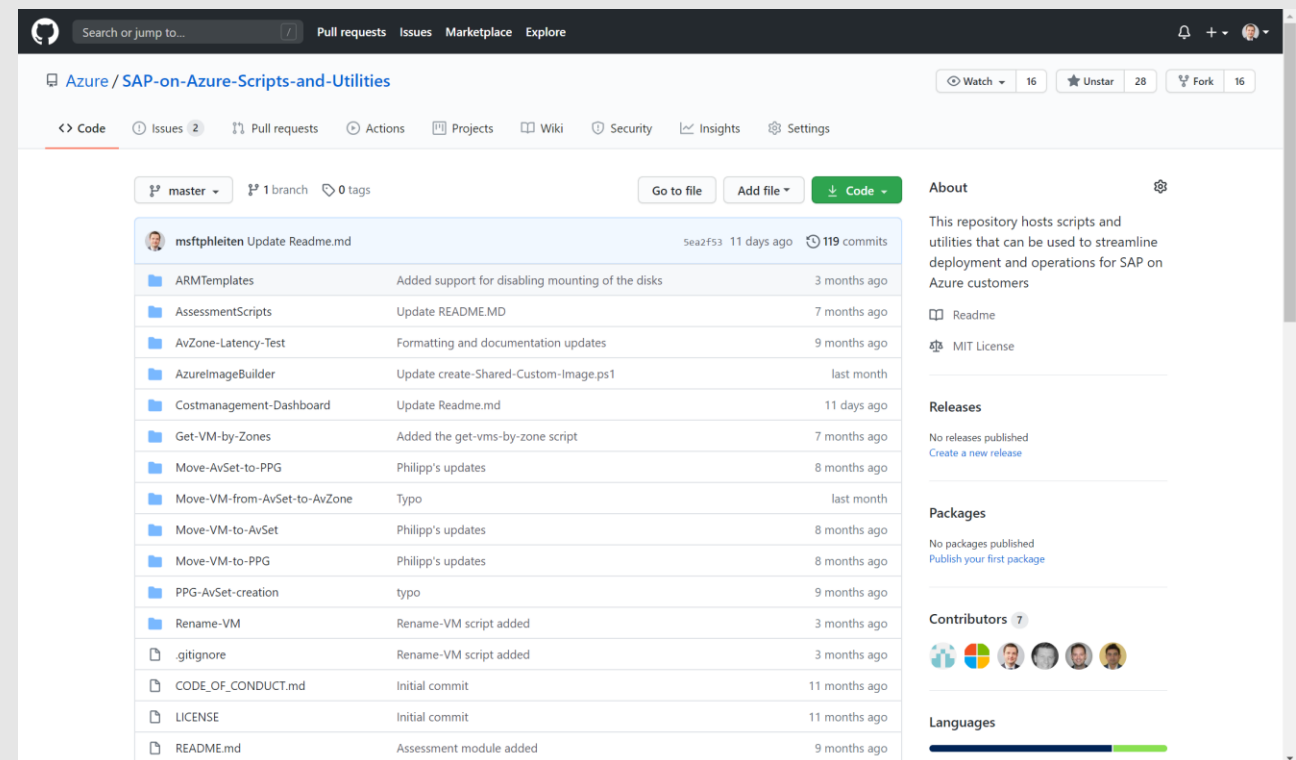 Search or jump to... /
Pull requests Issues Marketplace Explore
Azure / SAP-on-Azure-Scripts-and-Utilities
Watch 16 Unstar 28 Fork 16
Code Issues 2 Pull requests Actions Projects Wiki Security Insights Settings
master 1 branch 0 tags Go to file Add file Code
msftphleiten Update Readme.md 5ea2f53 11 days ago 119 commits
ARMTemplates Added support for disabling mounting of the disks 3 months ago
AssessmentScripts Update README.MD 7 months ago
AvZone-Latency-Test Formatting and documentation updates 9 months ago
AzureImageBuilder Update create-Shared-Custom-Image.ps1 last month
Costmanagement-Dashboard Update Readme.md 11 days ago
Get-VM-by-Zones Added the get-vms-by-zone script 7 months ago
Move-AvSet-to-PPG Philipp's updates 8 months ago
Move-VM-from-AvSet-to-AvZone Typo last month
Move-VM-to-AvSet Philipp's updates 8 months ago
Move-VM-to-PPG Philipp's updates 8 months ago
PPG-AvSet-creation typo 9 months ago
Rename-VM Rename-VM script added 3 months ago
.gitignore Rename-VM script added 3 months ago
CODE_OF_CONDUCT.md Initial commit 11 months ago
LICENSE Initial commit 11 months ago
README.md Assessment module added 9 months ago
About
This repository hosts scripts and
utilities that can be used to streamline
deployment and operations for SAP on
Azure customers
Readme
MIT License
Releases
No releases published
Create a new release
Packages
No packages published
Publish your first package
Contributors 7
Languages